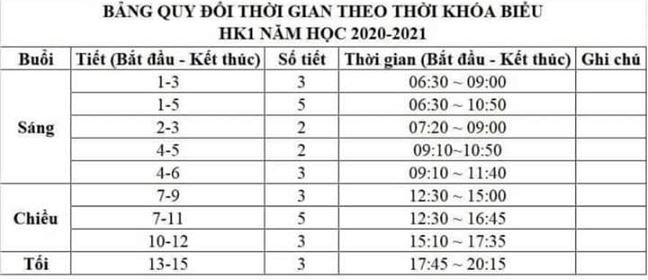 BẢNG QUY ĐỔI THỜI GIAN THEO THỜI KHÓA BIỂU
HK1 NĂM HỌC 2020-2021
Buổi Tiết (Bắt đầu - Kết thúc) Số tiết Thời gian (Bắt đầu - Kết thúc) Ghi chú
Sáng
1-3 3 06:30 ~ 09:00
1-5 5 06:30 ~ 10:50
2-3 2 07:20 ~ 09:00
4-5 2 09:10~10:50
4-6 3 09:10 ~ 11:40
Chiều
7-9 3 12:30 ~ 15:00
7-11 5 12:30 ~ 16:45
10-12 3 15:10 ~ 17:35
Tối 13-15 3 17:45 ~ 20:15